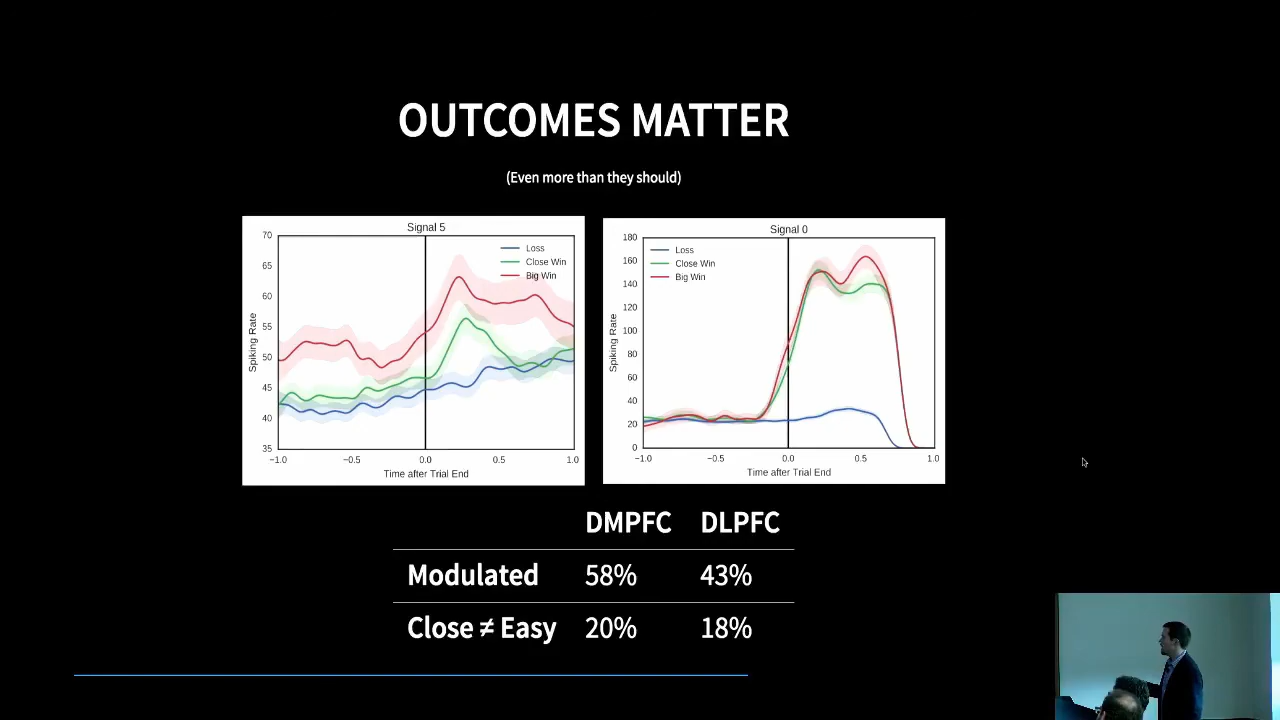 OUTCOMES MATTER
(Even more than they should)
Signal 5
70
65
60
55
50
45
40
35
Spiking Rate
Loss
Close Win
Big Win
−1.0 −0.5 0.0 0.5 1.0
Time after Trial End
Signal 0
180
160
140
120
100
80
60
40
20
0
Spiking Rate
Loss
Close Win
Big Win
−1.0 −0.5 0.0 0.5 1.0
Time after Trial End
DMPFC DLPFC
Modulated 58% 43%
Close ≠ Easy 20% 18%